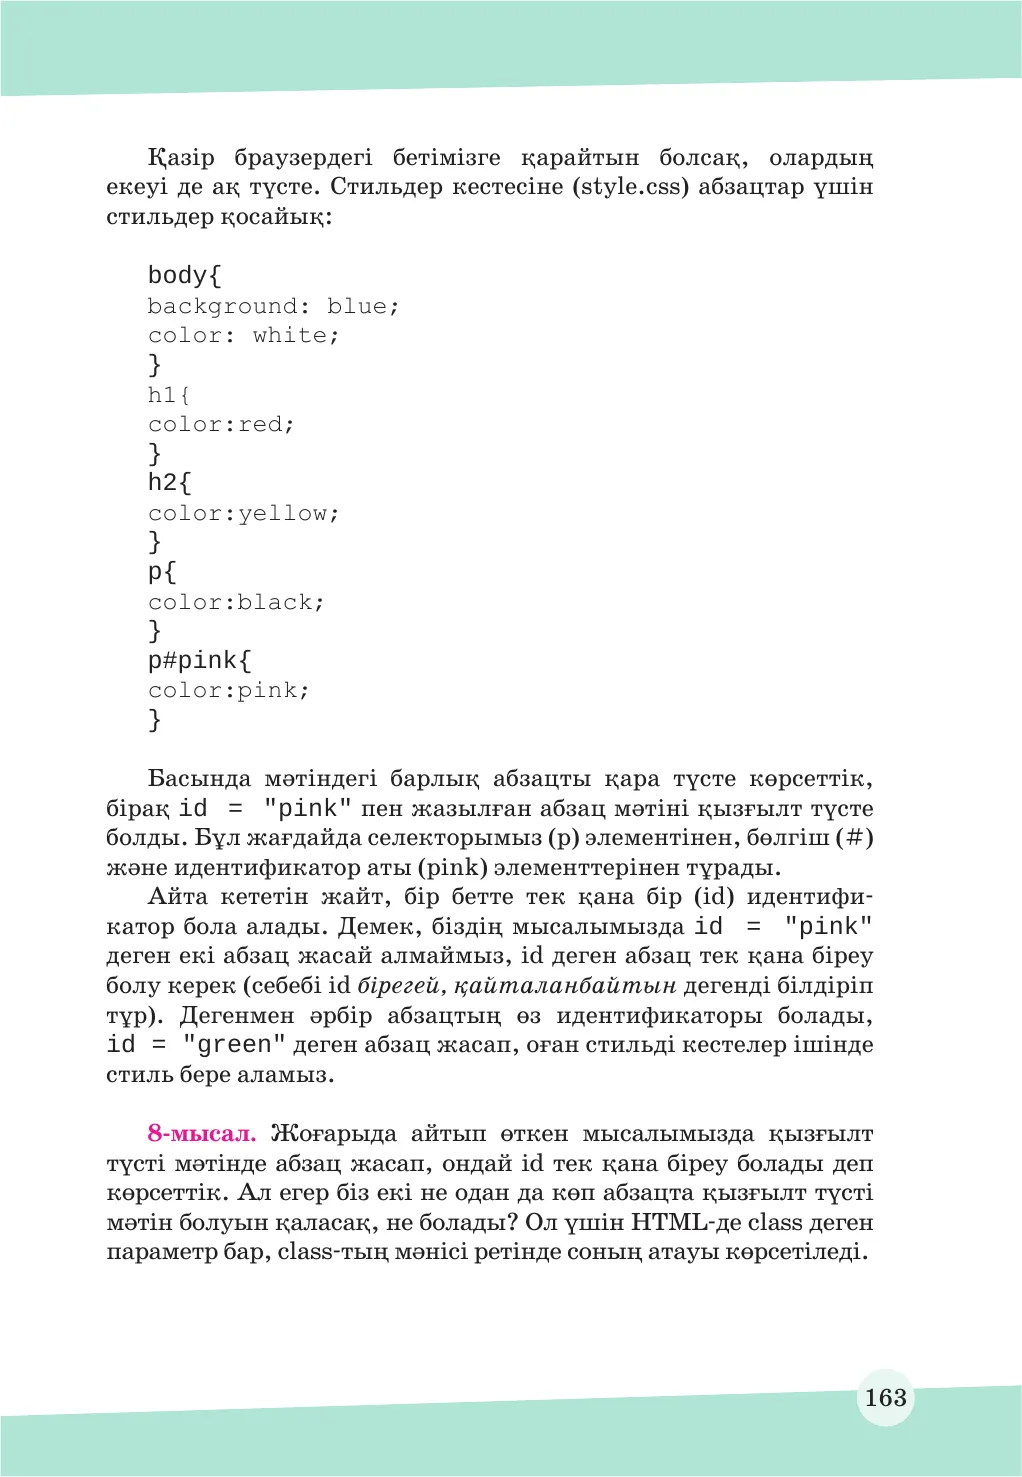 Қазір браузердегі бетімізге қарайтын болсақ, олардың
екеуі де ақ түсте. Стильдер кестесіне (style.css) абзацтар үшін
стильдер қосайық:
body{
background: blue;
color: white;
}
h1{
color:red;
}
h2{
color:yellow;
}
p{
color:black;
}
p#pink{
color:pink;
}
Басында мәтіндегі барлық абзацты қара түсте көрсеттік,
бірақ id = "pink" пен жазылған абзац мәтіні қызғылт түсте
болды. Бұл жағдайда селекторымыз (p) элементінен, бөлгіш (#)
және идентификатор аты (pink) элементтерінен тұрады.
Айта кететін жайт, бір бетте тек қана бір (id) идентифи-
катор бола алады. Демек, біздің мысалымызда id = "pink"
деген екі абзац жасай алмаймыз, id деген абзац тек қана біреу
болу керек (себебі id бірегей, қайталанбайтын дегенді білдіріп
тұр). Дегенмен әрбір абзацтың өз идентификаторы болады,
id = "green" деген абзац жасап, оған стильді кестелер ішінде
стиль бере аламыз.
8-мысал. Жоғарыда айтып өткен мысалымызда қызғылт
түсті мәтінде абзац жасап, ондай id тек қана біреу болады деп
көрсеттік. Ал егер біз екі не одан да көп абзацта қызғылт түсті
мәтін болуын қаласақ, не болады? Ол үшін HTML-де class деген
параметр бар, class-тың мәнісі ретінде соның атауы көрсетіледі.
163